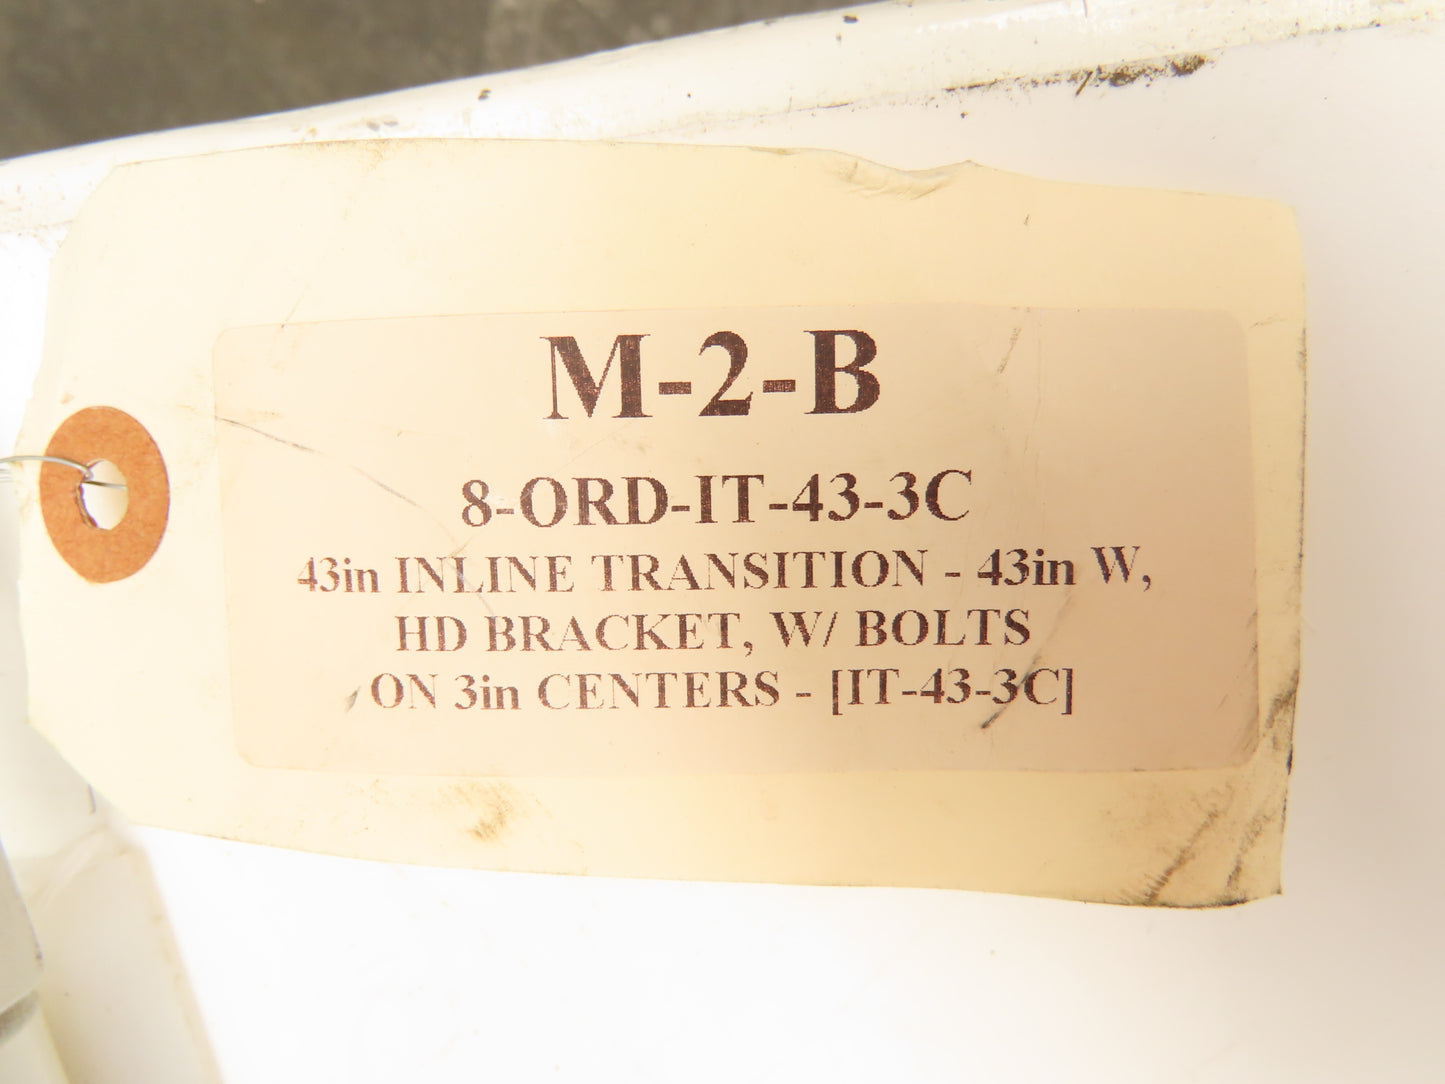 M-2-B
8-ORD-IT-43-3C
43in INLINE TRANSITION - 43in W,
HD BRACKET, W/ BOLTS
ON 3in CENTERS - [IT-43-3C]